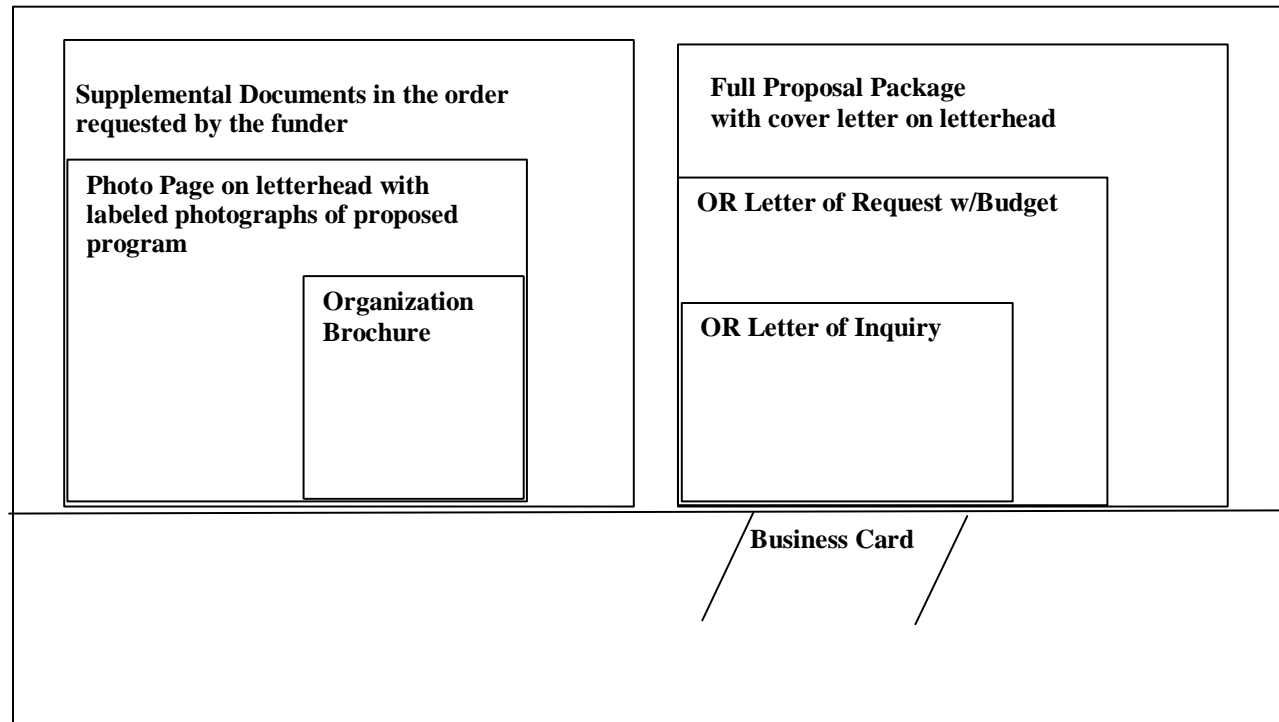 Supplemental Documents in the order
requested by the funder
Photo Page on letterhead with
labeled photographs of proposed
program
Organization
Brochure
Full Proposal Package
with cover letter on letterhead
OR Letter of Request w/Budget
OR Letter of Inquiry
Business Card